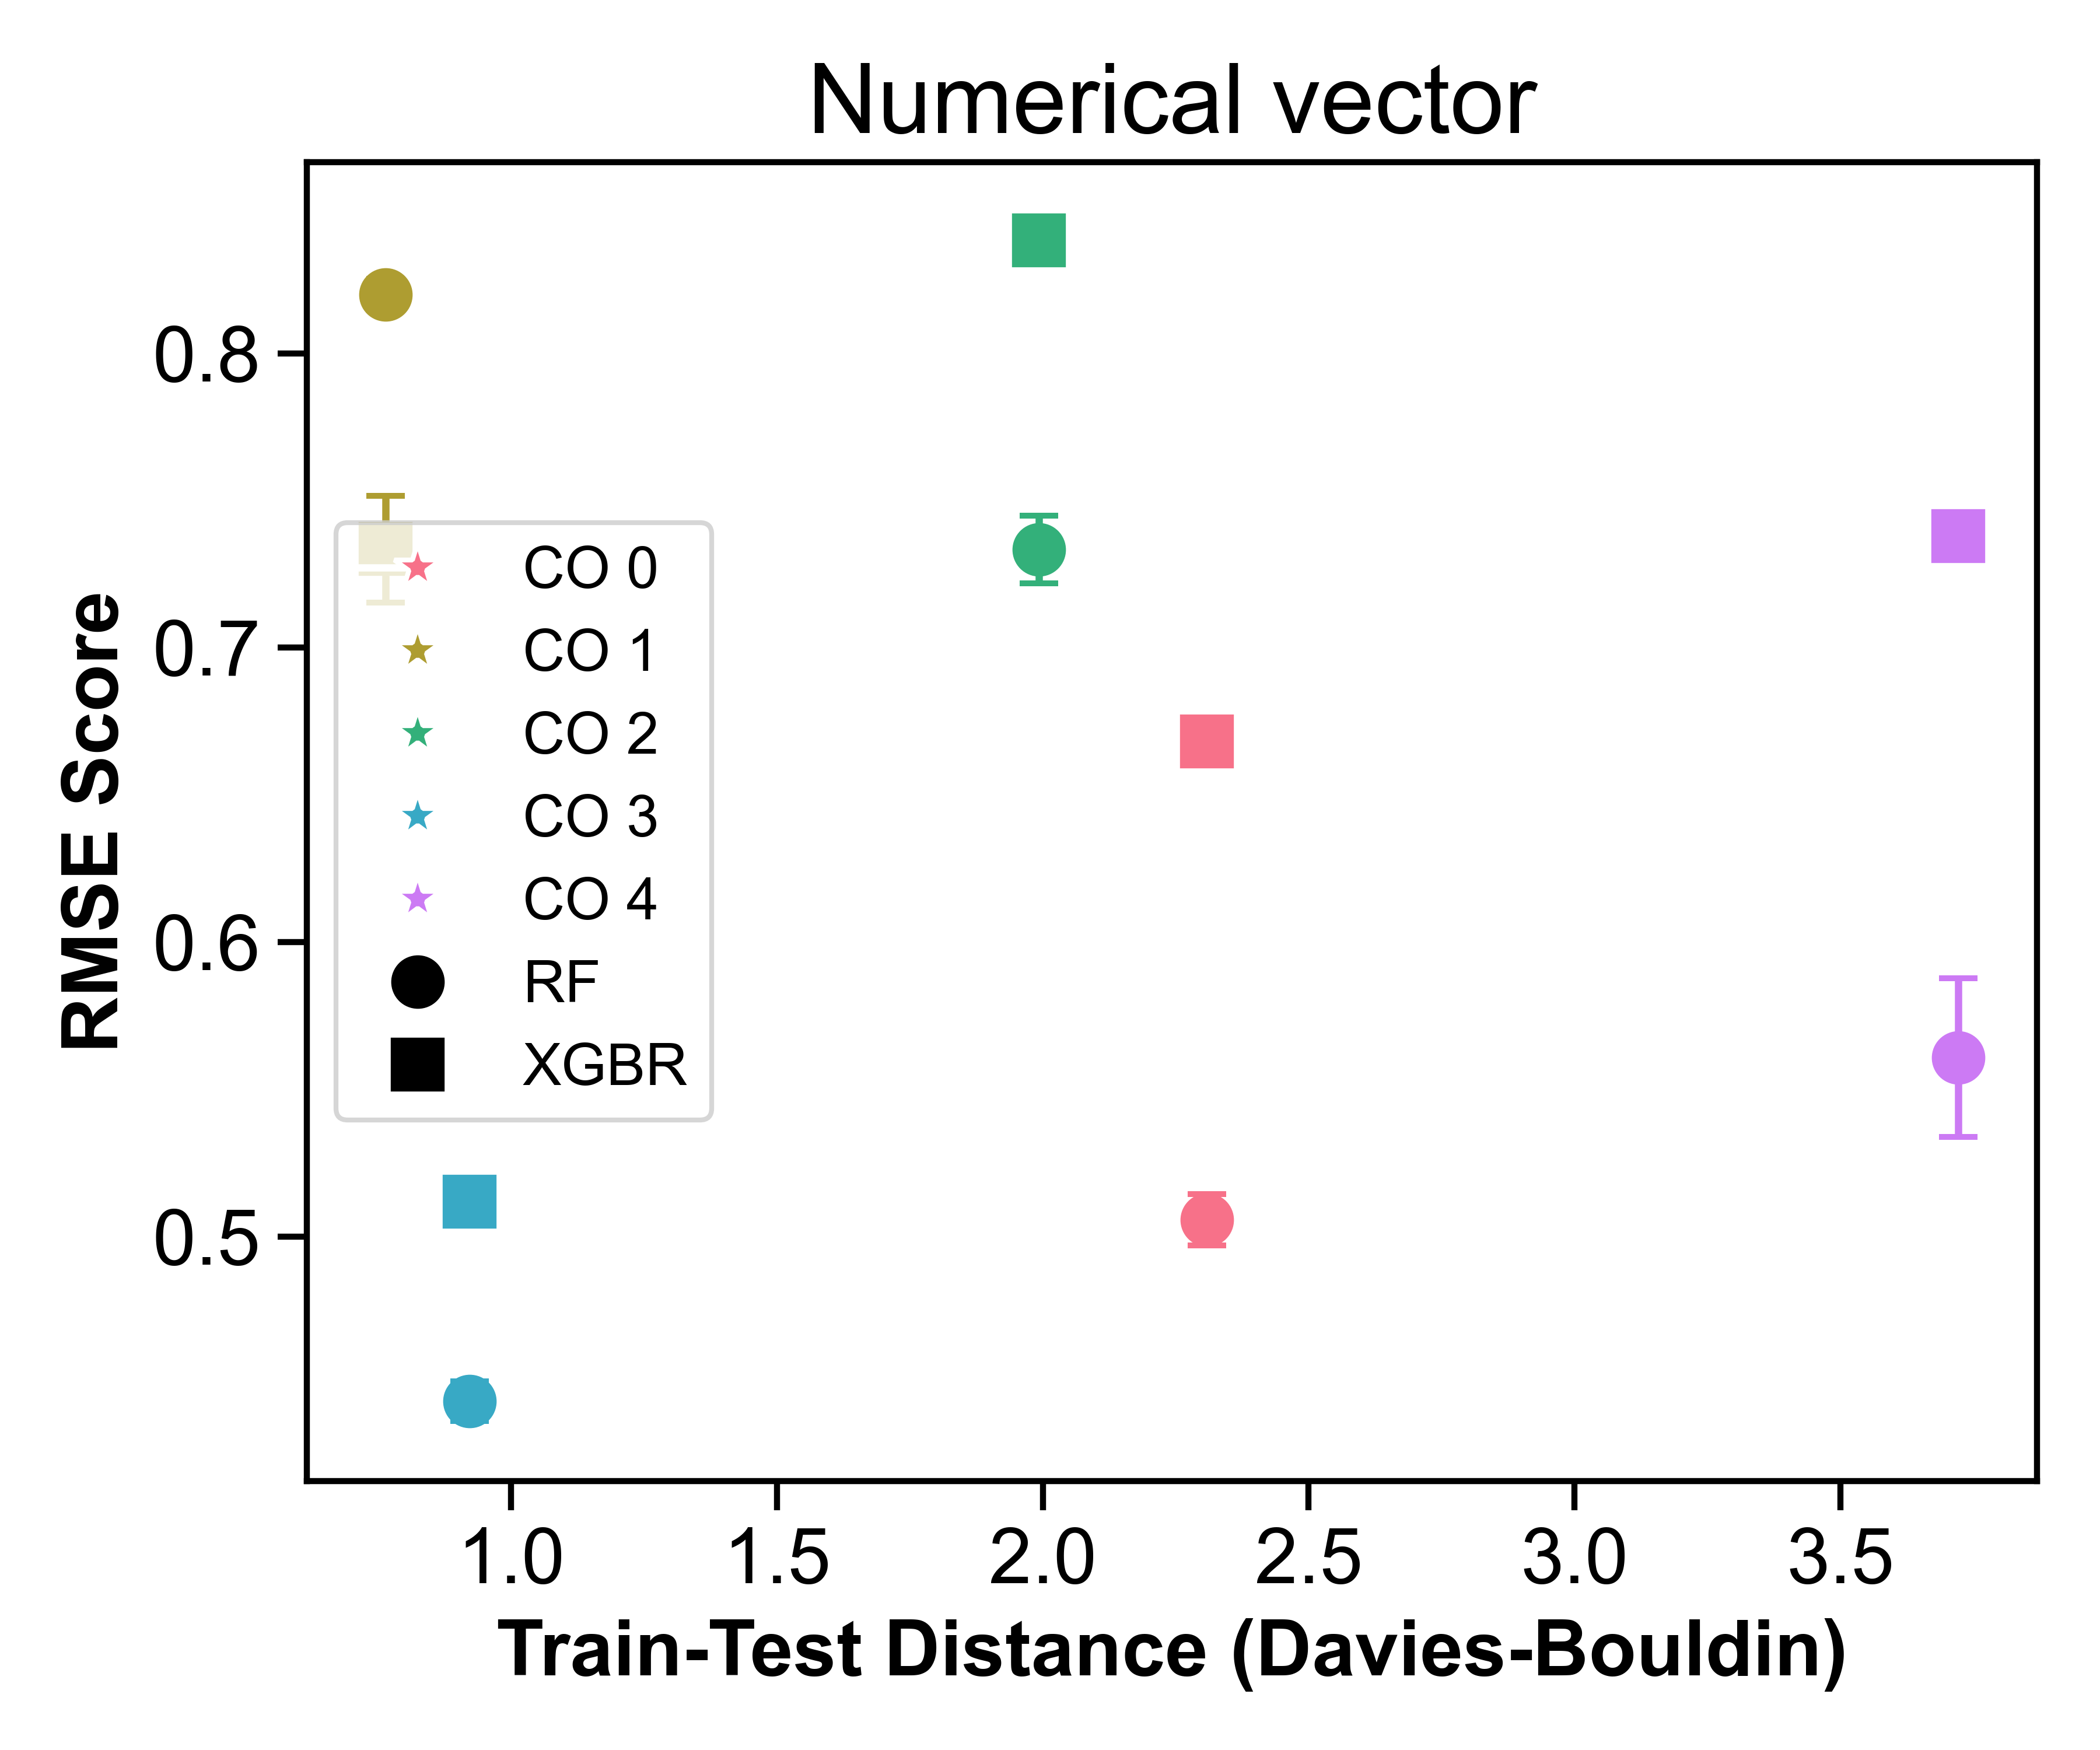 Numerical vector
RMSE Score
0.8
0.7
0.6
0.5
CO 0
CO 1
CO 2
CO 3
CO 4
RF
XGBR
1.0 1.5 2.0 2.5 3.0 3.5
Train-Test Distance (Davies-Bouldin)